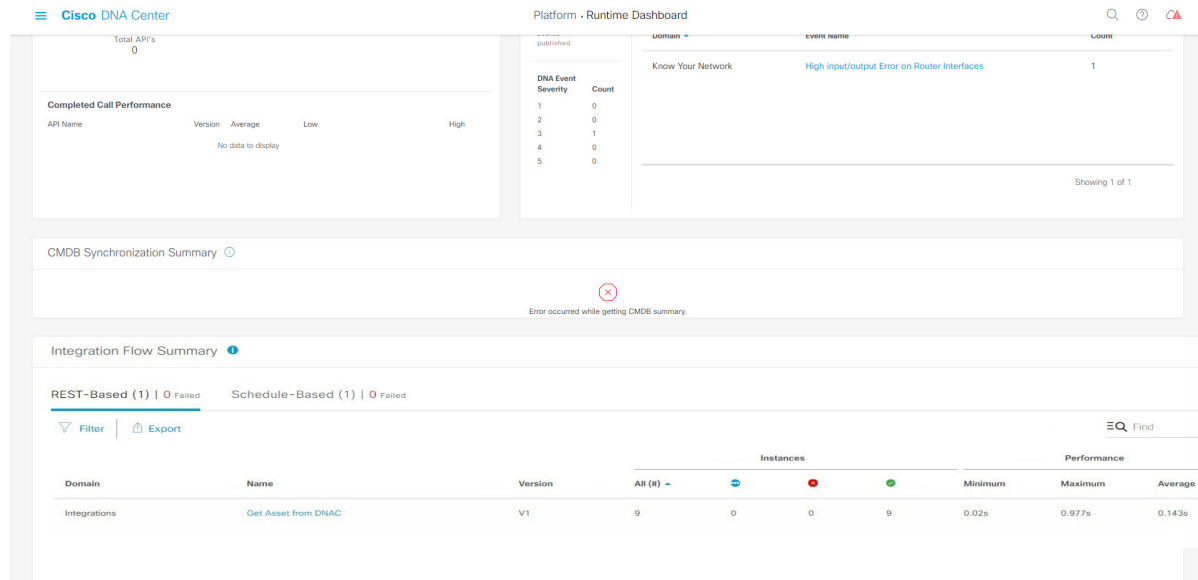 Cisco DNA Center
Platform • Runtime Dashboard
Total API's
0
Completed Call Performance
API Name Version Average Low High
No data to display
published
DNA Event
Severity Count
1 0
2 0
3 1
4 0
5 0
Domain Event Name Count
Know Your Network High input/output Error on Router Interfaces 1
Showing 1 of 1
CMDB Synchronization Summary
Error occurred while getting CMDB summary.
Integration Flow Summary
REST-Based (1) | 0 Failed Schedule-Based (1) | 0 Failed
Filter Export Find
Instances Performance
Domain Name Version All (#) Minimum Maximum Average
Integrations Get Asset from DNAC V1 9 0 0 9 0.02s 0.977s 0.143s